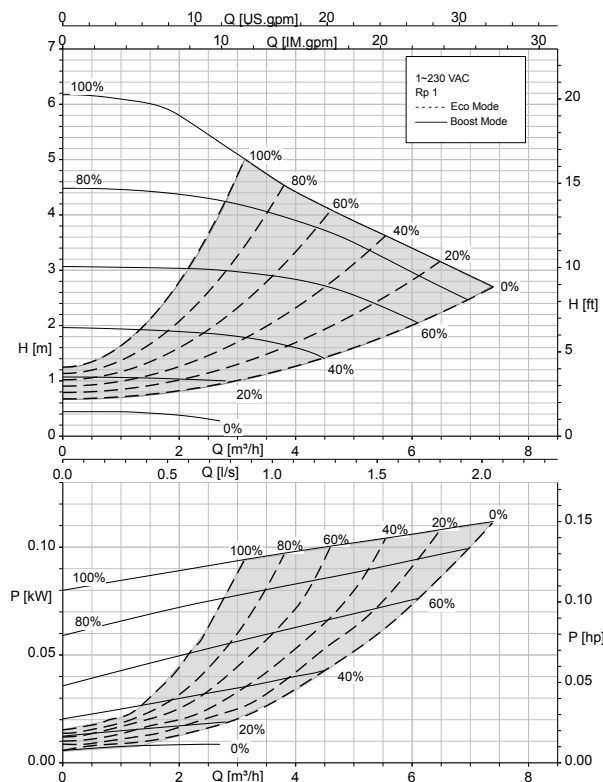 0 10 20 30
Q [US.gpm]
0 10 20 20 30
Q [IM.gpm]
7
1~230 VAC
Rp 1
Eco Mode
Boost Mode
100%
6
20
5
100%
80%
80%
15
60%
4
40%
20%
3
10
0%
H [ft]
2
60%
H [m]
5
40%
1
20%
0%
0
0
0 2 4 6 8
Q [m³/h]
0.0 0.5 1.0 1.5 2.0
Q [l/s]
0%
20%
40%
60%
80%
100%
0.15
0.10
100%
P [kW]
60%
0.10
80%
P [hp]
0.05
0.05
40%
20%
0%
0.00
0.00
0 2 4 6 8
Q [m³/h]